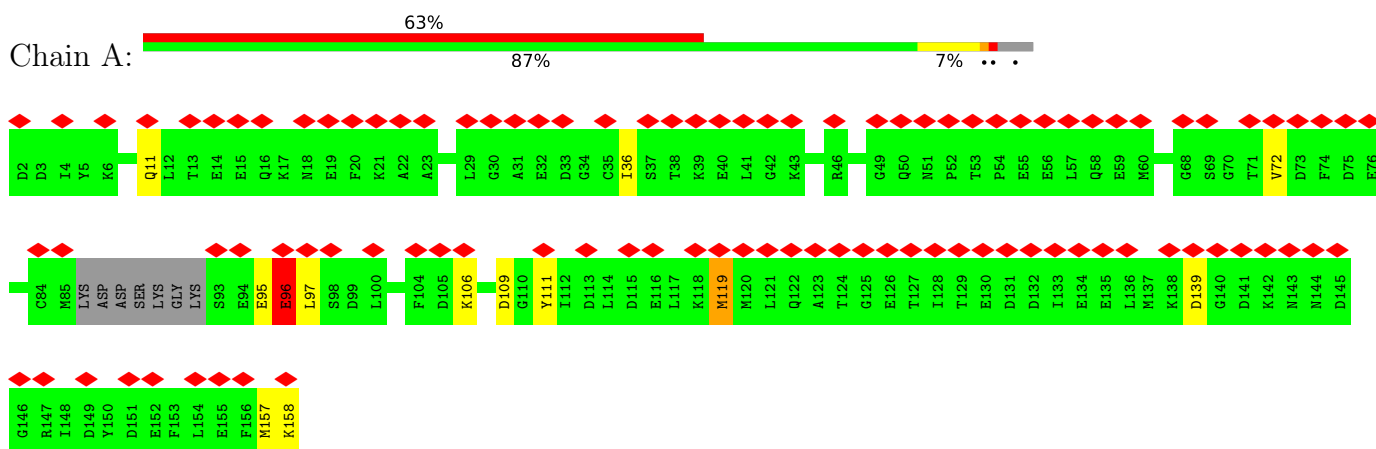 63%
Chain A:
87% 7% •• •
D2 D3 I4 Y5 K6 Q11 L12 T13 E14 E15 Q16 K17 N18 E19 F20 K21 A22 A23 L29 G30 A31 E32 D33 G34 C35 I36 S37 T38 K39 E40 L41 G42 K43 R46 G49 Q50 N51 P52 T53 P54 E55 E56 L57 Q58 E59 M60 G68 S69 G70 T71 V72 D73 F74 D75 E76
C84 M85 LYS ASP ASP SER LYS GLY LYS S93 E94 E95 E96 L97 S98 D99 L100 F104 D105 K106 D109 G110 Y111 I112 D113 L114 D115 E116 L117 K118 M119 M120 L121 Q122 A123 T124 G125 E126 T127 I128 T129 E130 D131 D132 I133 E134 E135 L136 M137 K138 D139 G140 D141 K142 N143 N144 D145
G146 R147 I148 D149 Y150 D151 E152 F153 L154 E155 F156 M157 K158